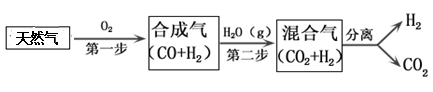 天然气
O₂
第一步
合成气
(CO+H₂)
H₂O (g)
第二步
混合气
(CO₂+H₂)
分离
H₂
CO₂